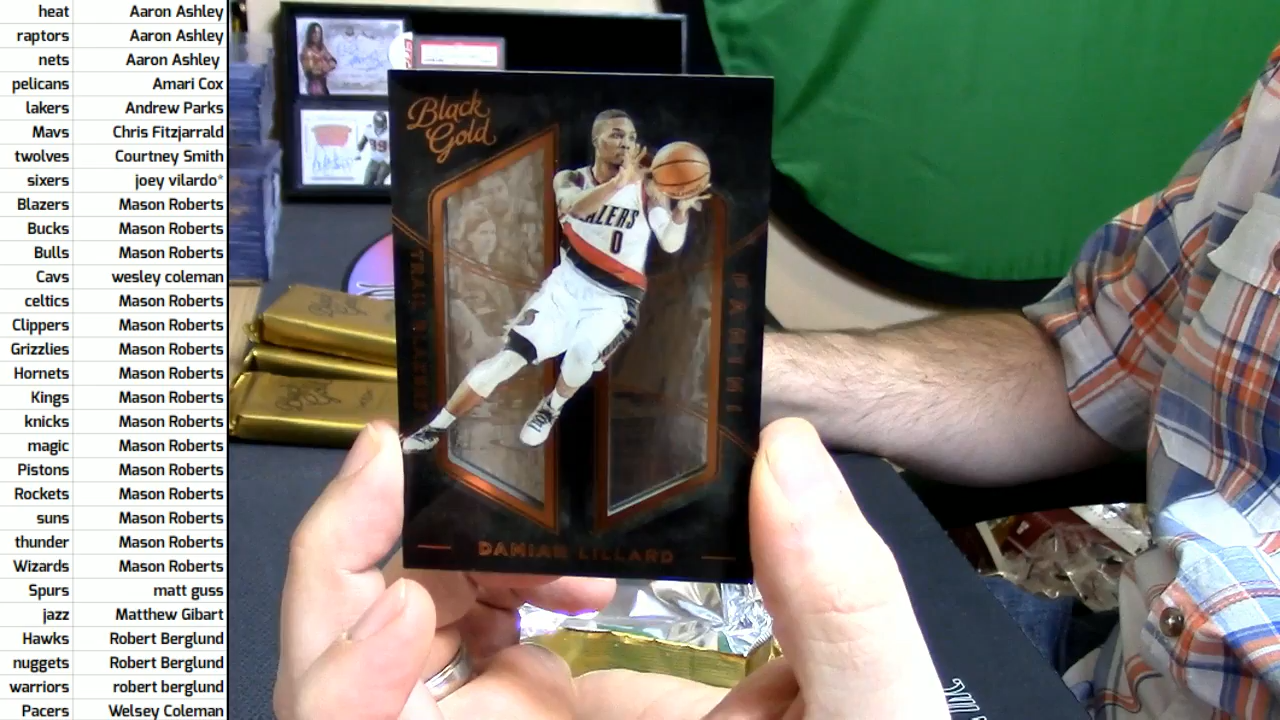 heat Aaron Ashley
raptors Aaron Ashley
nets Aaron Ashley
pelicans Amari Cox
lakers Andrew Parks
Mavs Chris Fitzjarrald
twolves Courtney Smith
sixers joey vilardo*
Blazers Mason Roberts
Bucks Mason Roberts
Bulls Mason Roberts
Cavs wesley coleman
celtics Mason Roberts
Clippers Mason Roberts
Grizzlies Mason Roberts
Hornets Mason Roberts
Kings Mason Roberts
knicks Mason Roberts
magic Mason Roberts
Pistons Mason Roberts
Rockets Mason Roberts
suns Mason Roberts
thunder Mason Roberts
Wizards Mason Roberts
Spurs matt guss
jazz Matthew Gibart
Hawks Robert Berglund
nuggets Robert Berglund
warriors robert berglund
Pacers Welsey Coleman
Black
Gold
TRAIL BLAZERS
ALERS
0
PANINI
DAMIAN LILLARD
99